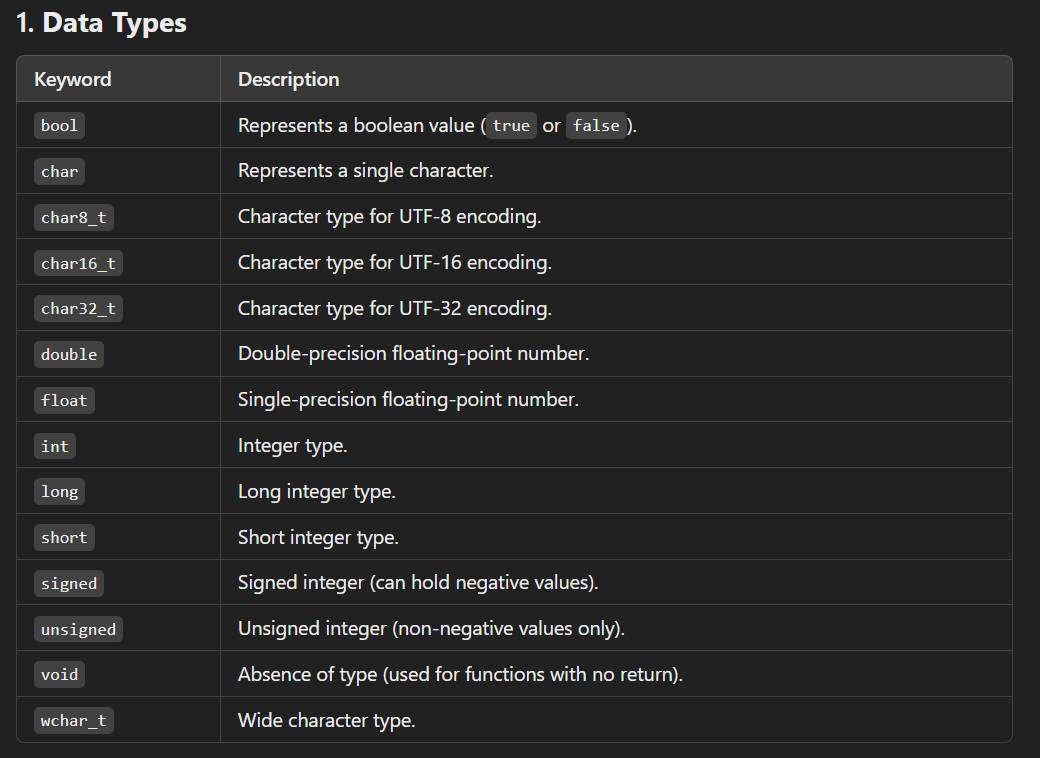 1. Data Types
Keyword Description
bool Represents a boolean value (true or false).
char Represents a single character.
char8_t Character type for UTF-8 encoding.
char16_t Character type for UTF-16 encoding.
char32_t Character type for UTF-32 encoding.
double Double-precision floating-point number.
float Single-precision floating-point number.
int Integer type.
long Long integer type.
short Short integer type.
signed Signed integer (can hold negative values).
unsigned Unsigned integer (non-negative values only).
void Absence of type (used for functions with no return).
wchar_t Wide character type.